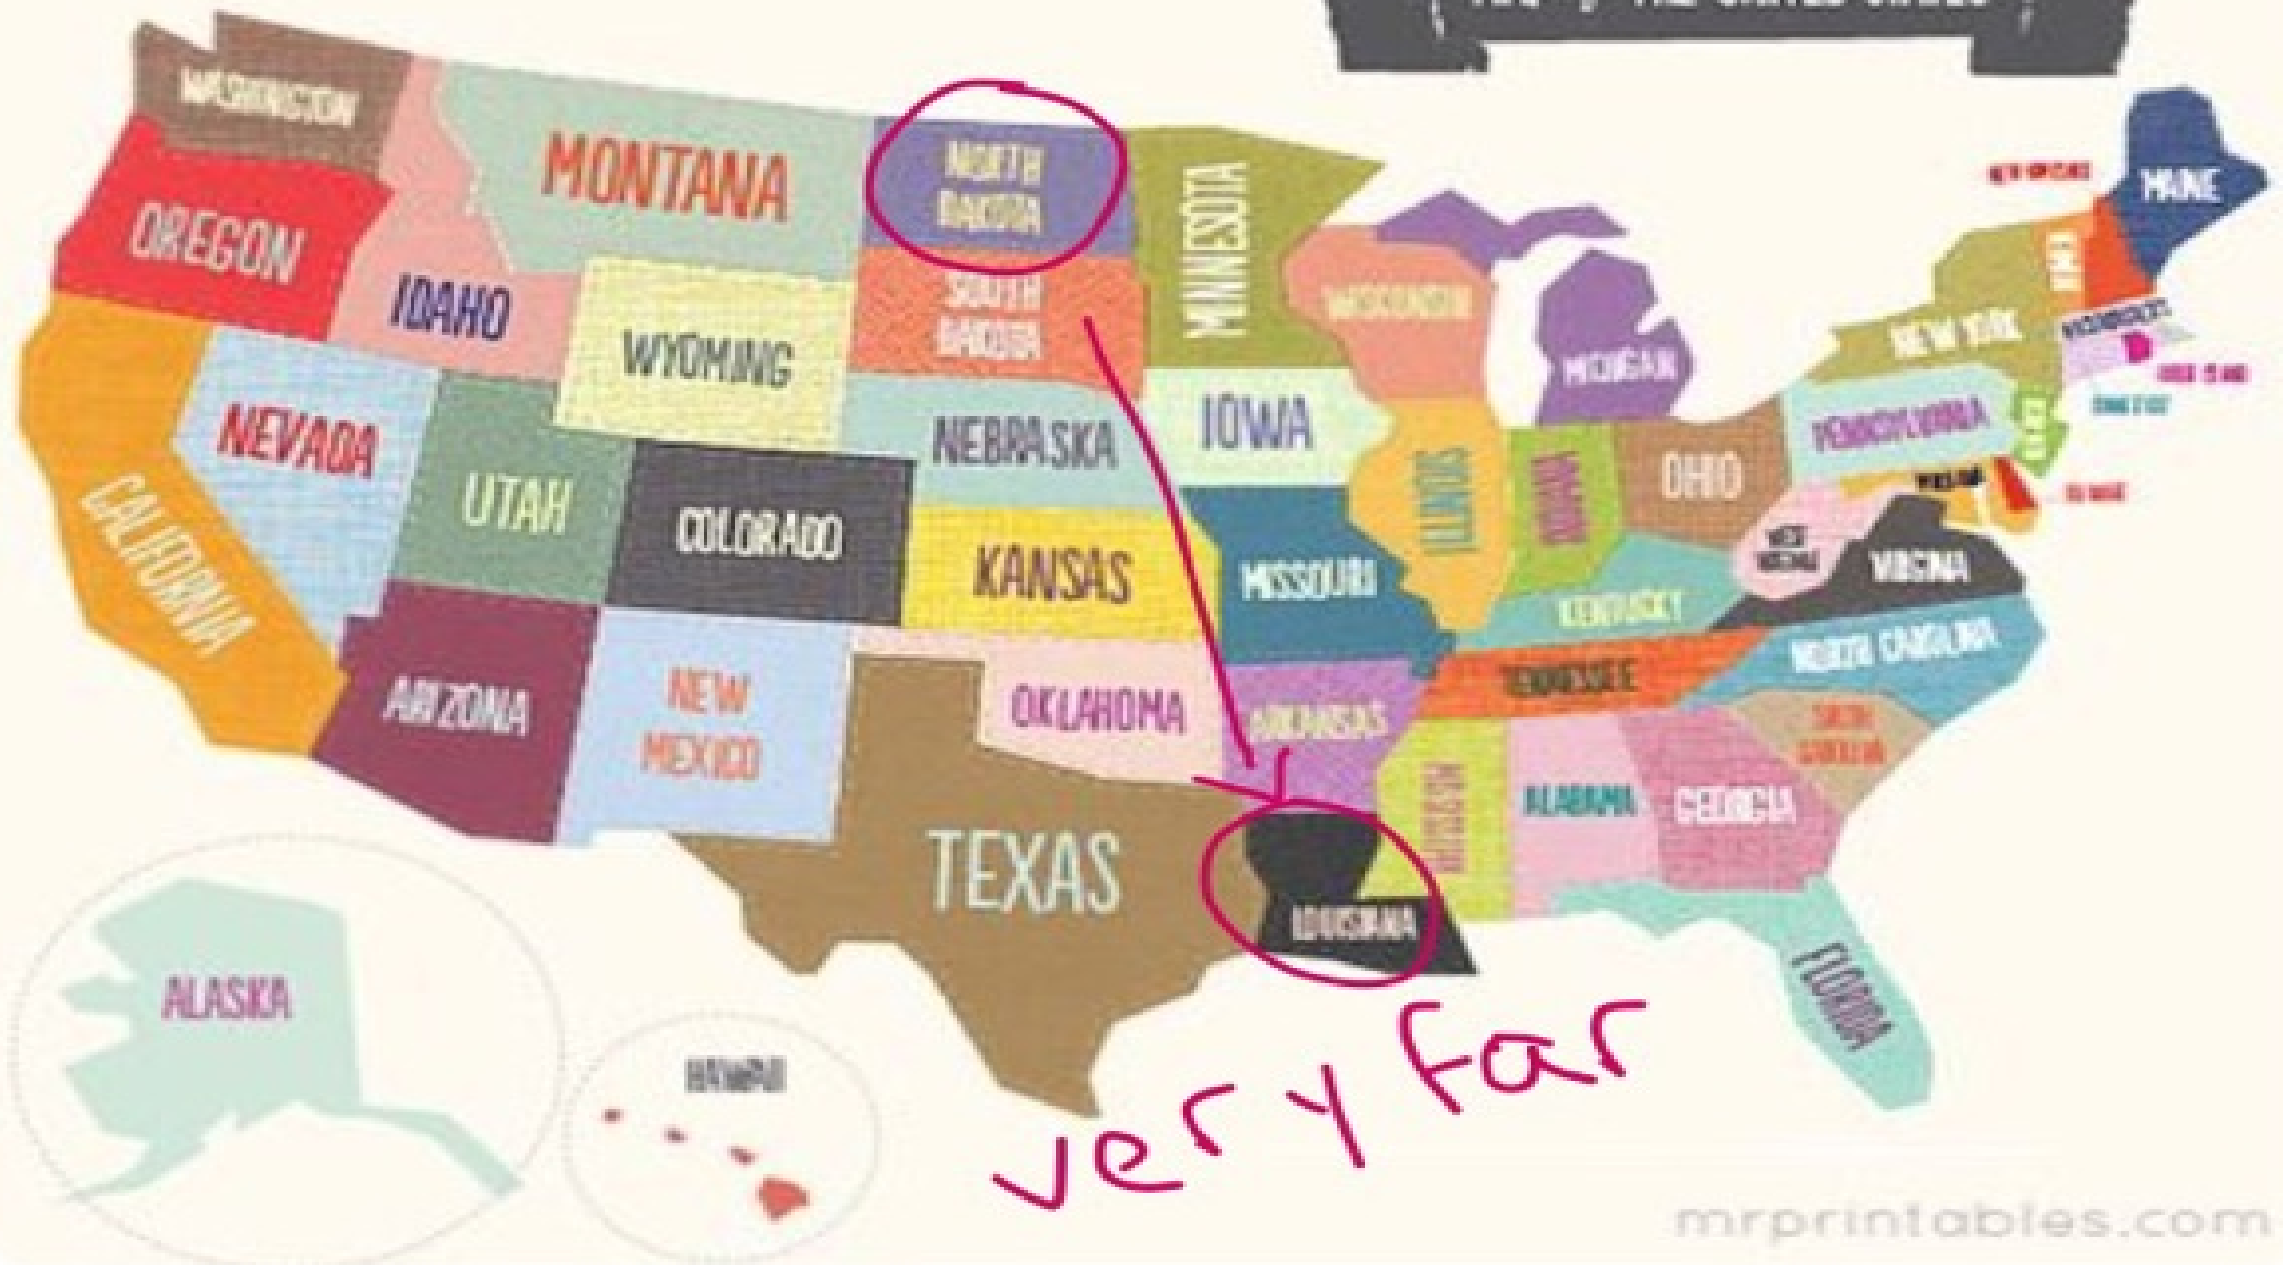 WASHINGTON
MONTANA
NORTH
DAKOTA
MINNESOTA
MAINE
OREGON
IDAHO
WYOMING
SOUTH
DAKOTA
WISCONSIN
MICHIGAN
NEW YORK
NEVADA
UTAH
COLORADO
NEBRASKA
IOWA
ILLINOIS
INDIANA
OHIO
PENNSYLVANIA
CALIFORNIA
KANSAS
MISSOURI
KENTUCKY
WEST
VIRGINIA
VIRGINIA
ARIZONA
NEW
MEXICO
OKLAHOMA
ARKANSAS
TENNESSEE
NORTH CAROLINA
SOUTH
CAROLINA
TEXAS
LOUISIANA
MISSISSIPPI
ALABAMA
GEORGIA
FLORIDA
ALASKA
HAWAII
very far
mrprintables.com